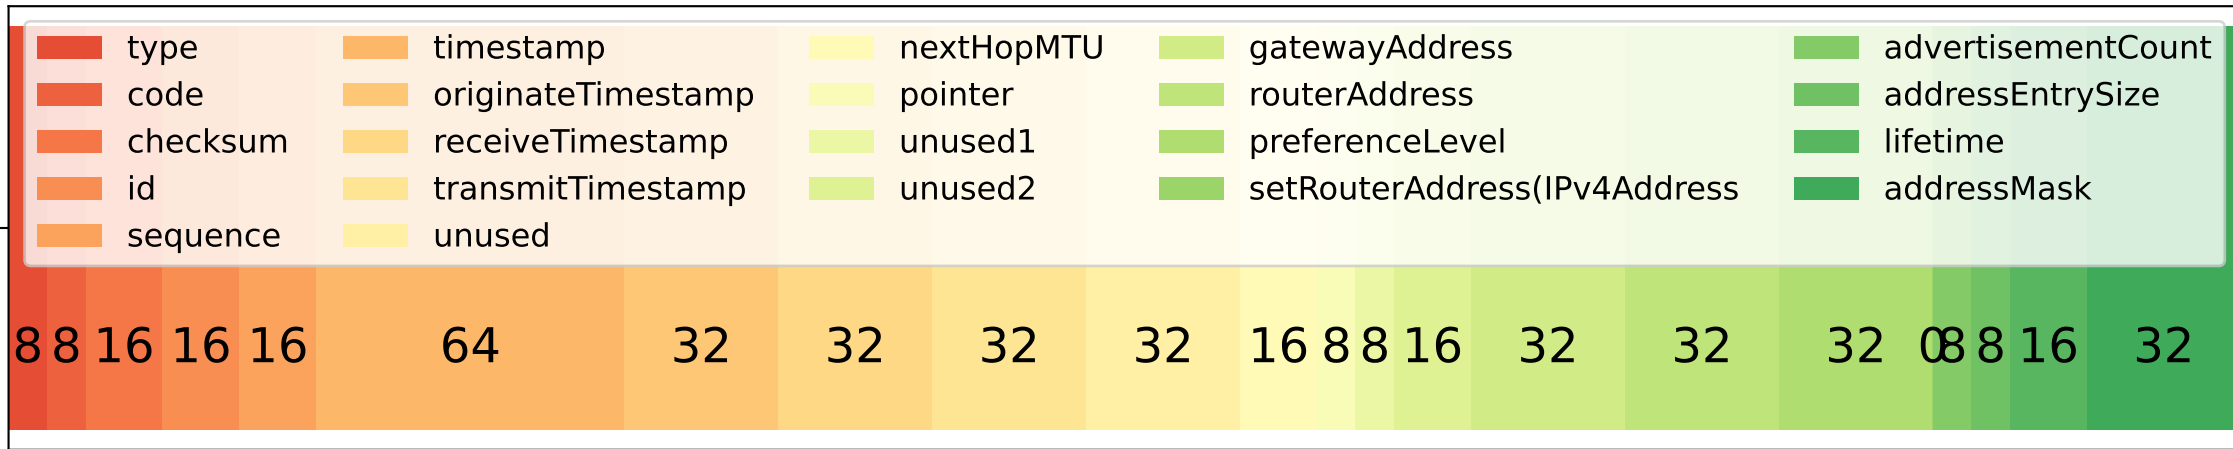 type
code
checksum
id
sequence
timestamp
originateTimestamp
receiveTimestamp
transmitTimestamp
unused
nextHopMTU
pointer
unused1
unused2
gatewayAddress
routerAddress
preferenceLevel
setRouterAddress(IPv4Address
advertisementCount
addressEntrySize
lifetime
addressMask
8 8 16 16 16 64 32 32 32 32 16 8 8 16 32 32 32 0 8 8 16 32